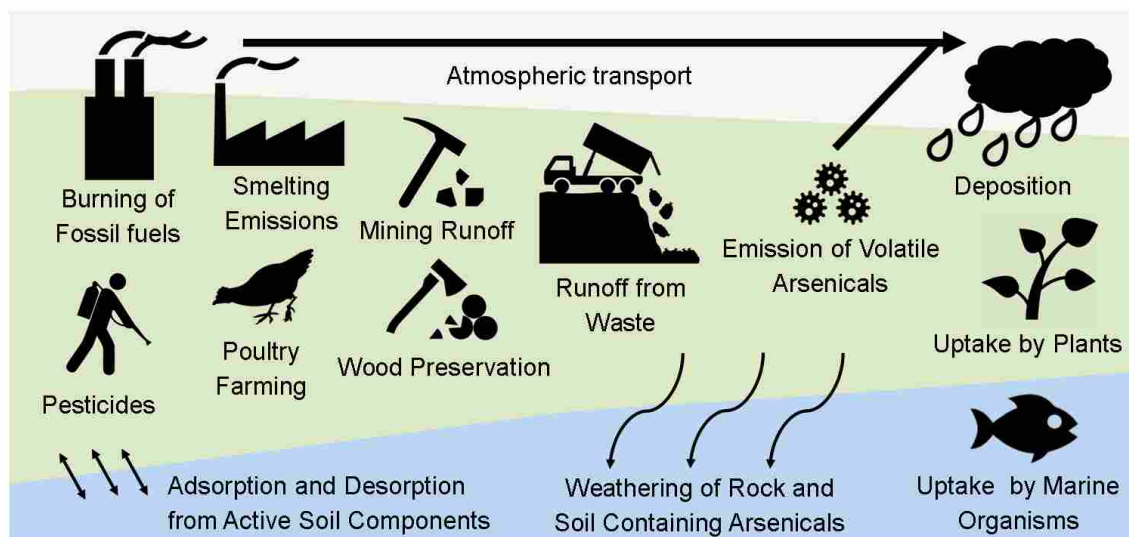 Atmospheric transport
Burning of
Fossil fuels
Smelting
Emissions
Mining Runoff
Runoff from
Waste
Emission of Volatile
Arsenicals
Deposition
Pesticides
Poultry
Farming
Wood Preservation
Uptake by Plants
Adsorption and Desorption
from Active Soil Components
Weathering of Rock and
Soil Containing Arsenicals
Uptake by Marine
Organisms